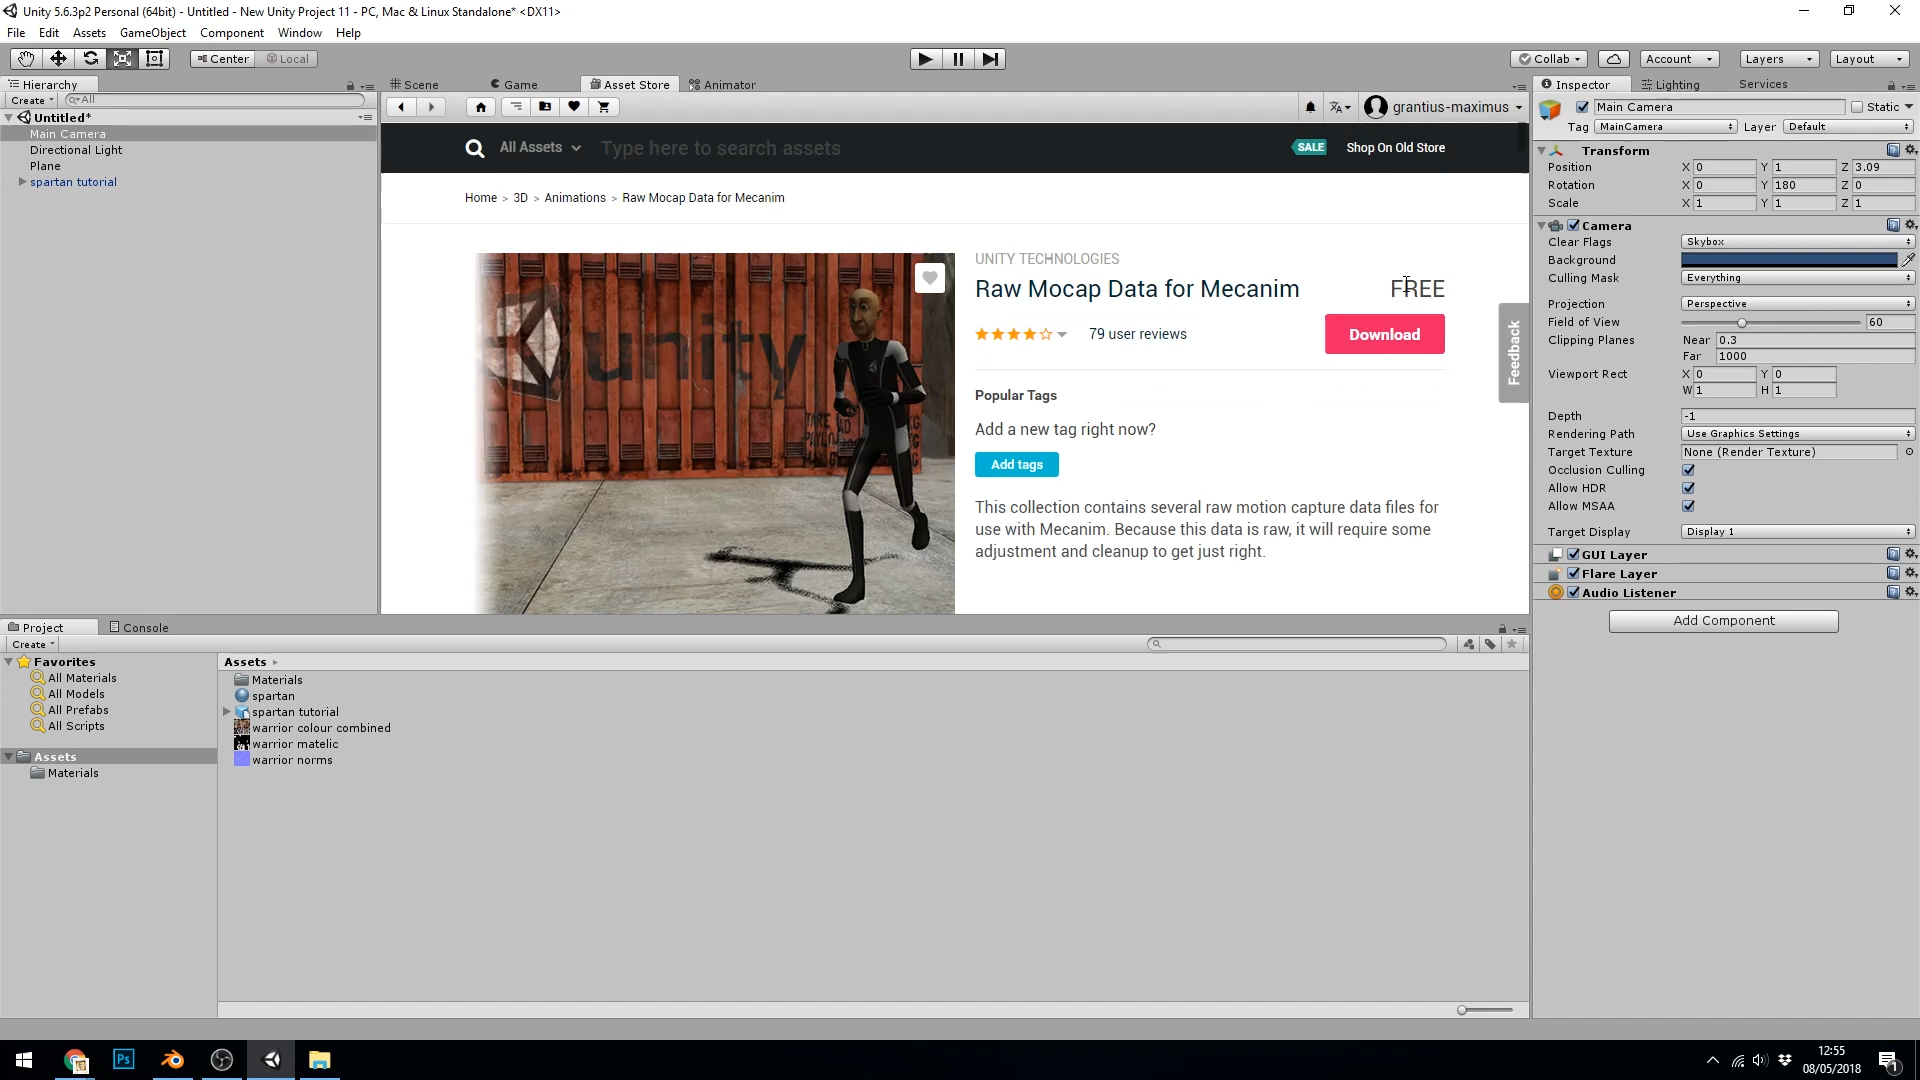 Unity 5.6.3p2 Personal (64bit) - Untitled - New Unity Project 11 - PC, Mac & Linux Standalone* <DX11>
File Edit Assets GameObject Component Window Help
Center Local
Collab Account Layers Layout
Hierarchy
Create All
Untitled*
Main Camera
Directional Light
Plane
spartan tutorial
Scene Game Asset Store Animator
grantius-maximus
All Assets Type here to search assets SALE Shop On Old Store
Home > 3D > Animations > Raw Mocap Data for Mecanim
unity
UNITY TECHNOLOGIES
Raw Mocap Data for Mecanim FREE
79 user reviews Download
Feedback
Popular Tags
Add a new tag right now?
Add tags
This collection contains several raw motion capture data files for
use with Mecanim. Because this data is raw, it will require some
adjustment and cleanup to get just right.
Inspector Lighting Services
Main Camera Static
Tag MainCamera Layer Default
Transform
Position X 0 Y 1 Z 3.09
Rotation X 0 Y 180 Z 0
Scale X 1 Y 1 Z 1
Camera
Clear Flags Skybox
Background
Culling Mask Everything
Projection Perspective
Field of View 60
Clipping Planes Near 0.3
Far 1000
Viewport Rect X 0 Y 0
W 1 H 1
Depth -1
Rendering Path Use Graphics Settings
Target Texture None (Render Texture)
Occlusion Culling
Allow HDR
Allow MSAA
Target Display Display 1
GUI Layer
Flare Layer
Audio Listener
Add Component
Project Console
Create
Favorites
All Materials
All Models
All Prefabs
All Scripts
Assets
Materials
Assets
Materials
spartan
spartan tutorial
warrior colour combined
warrior matelic
warrior norms
Ps
12:55
08/05/2018
1